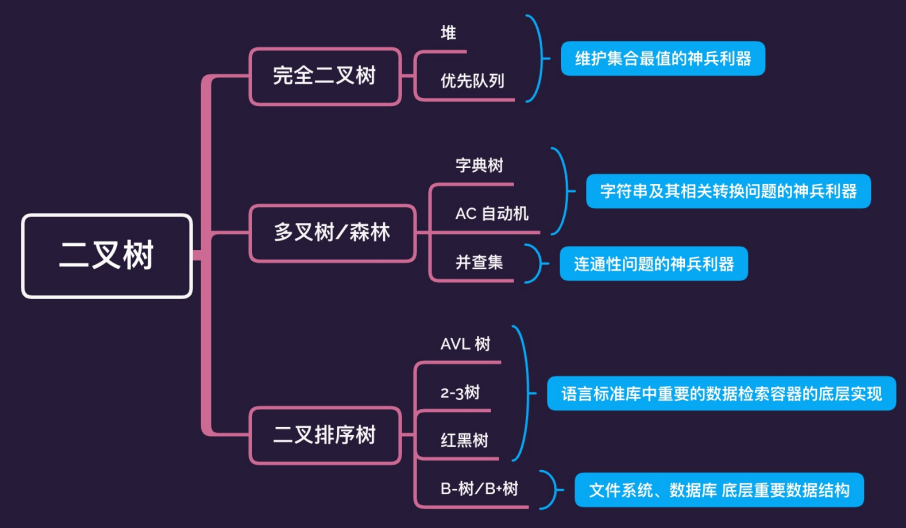 二叉树
完全二叉树
堆
优先队列
维护集合最值的神兵利器
多叉树/森林
字典树
AC 自动机
字符串及其相关转换问题的神兵利器
并查集
连通性问题的神兵利器
二叉排序树
AVL 树
2-3树
红黑树
语言标准库中重要的数据检索容器的底层实现
B-树/B+树
文件系统、数据库 底层重要数据结构